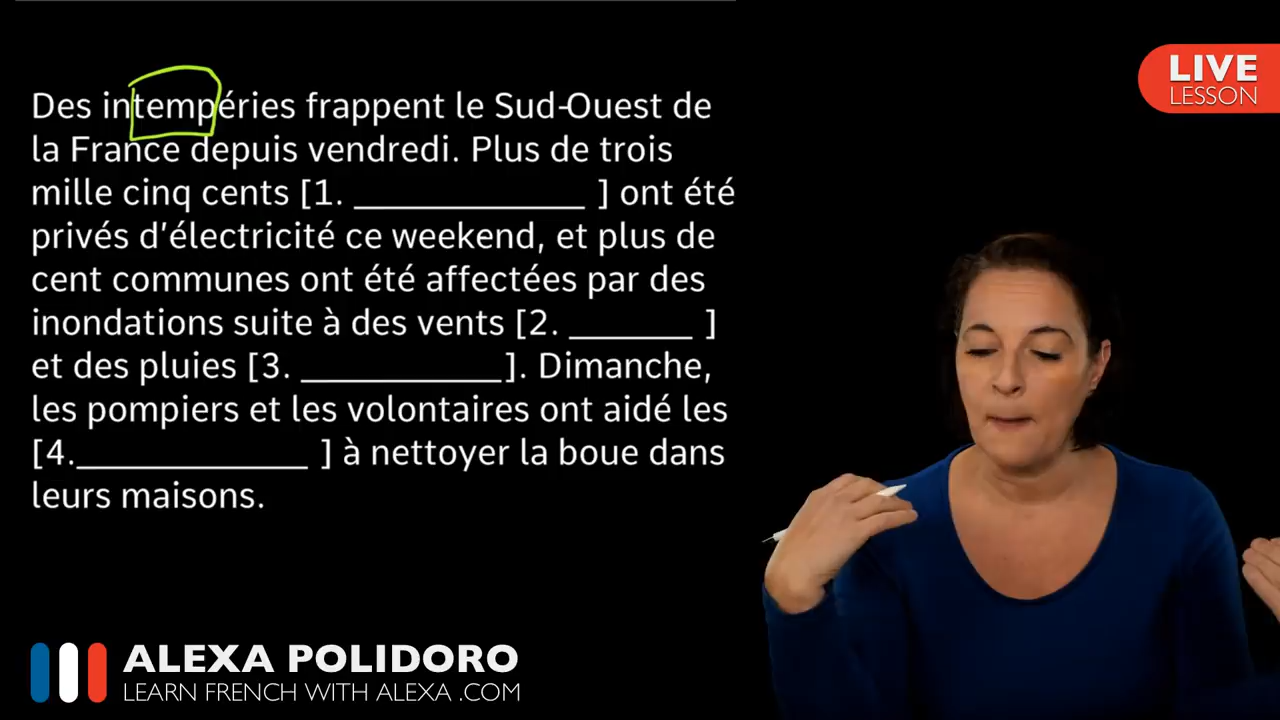 Des intempéries frappent le Sud-Ouest de
la France depuis vendredi. Plus de trois
mille cinq cents [1. _____________ ] ont été
privés d’électricité ce weekend, et plus de
cent communes ont été affectées par des
inondations suite à des vents [2. _______ ]
et des pluies [3. ___________]. Dimanche,
les pompiers et les volontaires ont aidé les
[4._____________ ] à nettoyer la boue dans
leurs maisons.
LIVE
LESSON
ALEXA POLIDORO
LEARN FRENCH WITH ALEXA .COM